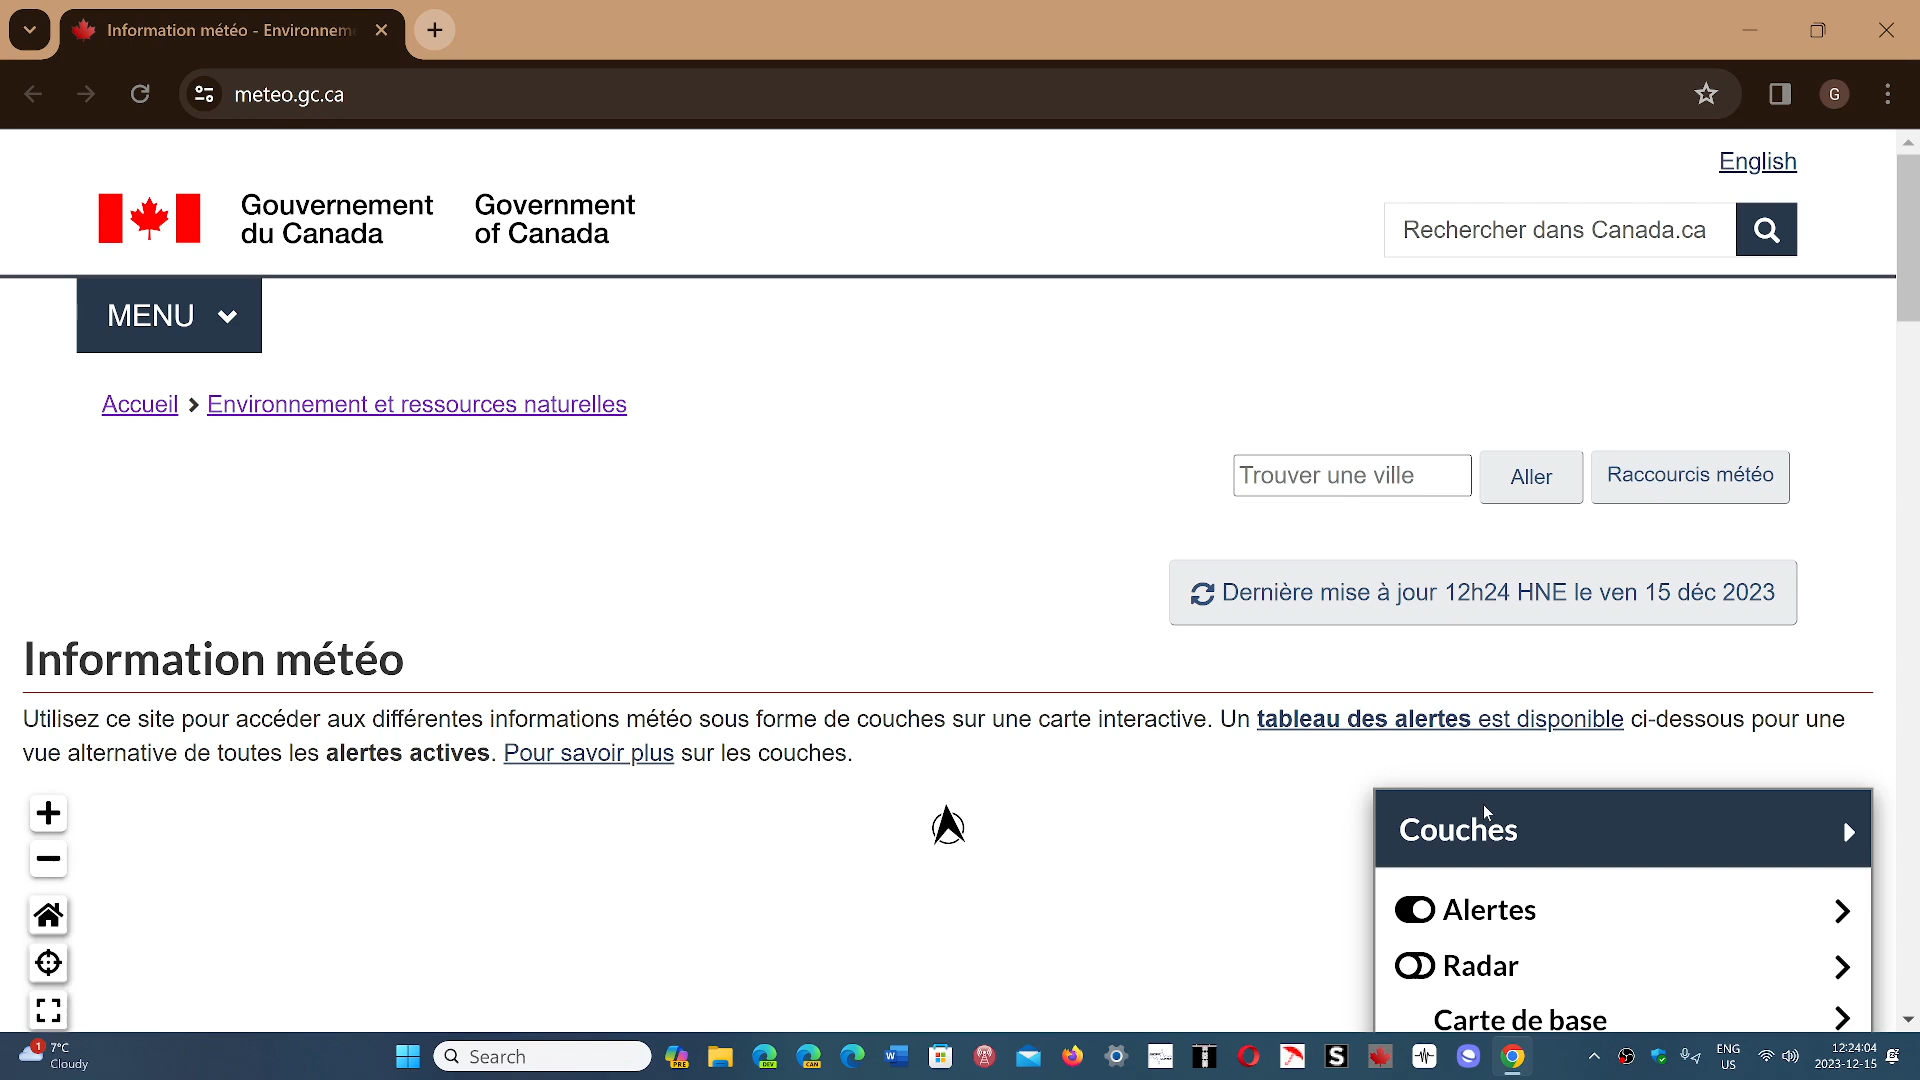 Information météo - Environnem
meteo.gc.ca
G
English
Gouvernement du Canada
Government of Canada
Rechercher dans Canada.ca
MENU
Accueil > Environnement et ressources naturelles
Trouver une ville
Aller
Raccourcis météo
Dernière mise à jour 12h24 HNE le ven 15 déc 2023
Information météo
Utilisez ce site pour accéder aux différentes informations météo sous forme de couches sur une carte interactive. Un tableau des alertes est disponible ci-dessous pour une
vue alternative de toutes les alertes actives. Pour savoir plus sur les couches.
Couches
Alertes
Radar
Carte de base
1
7°C
Cloudy
Search
PRE
DEV
CAN
W
S
ENG
US
12:24:04
2023-12-15